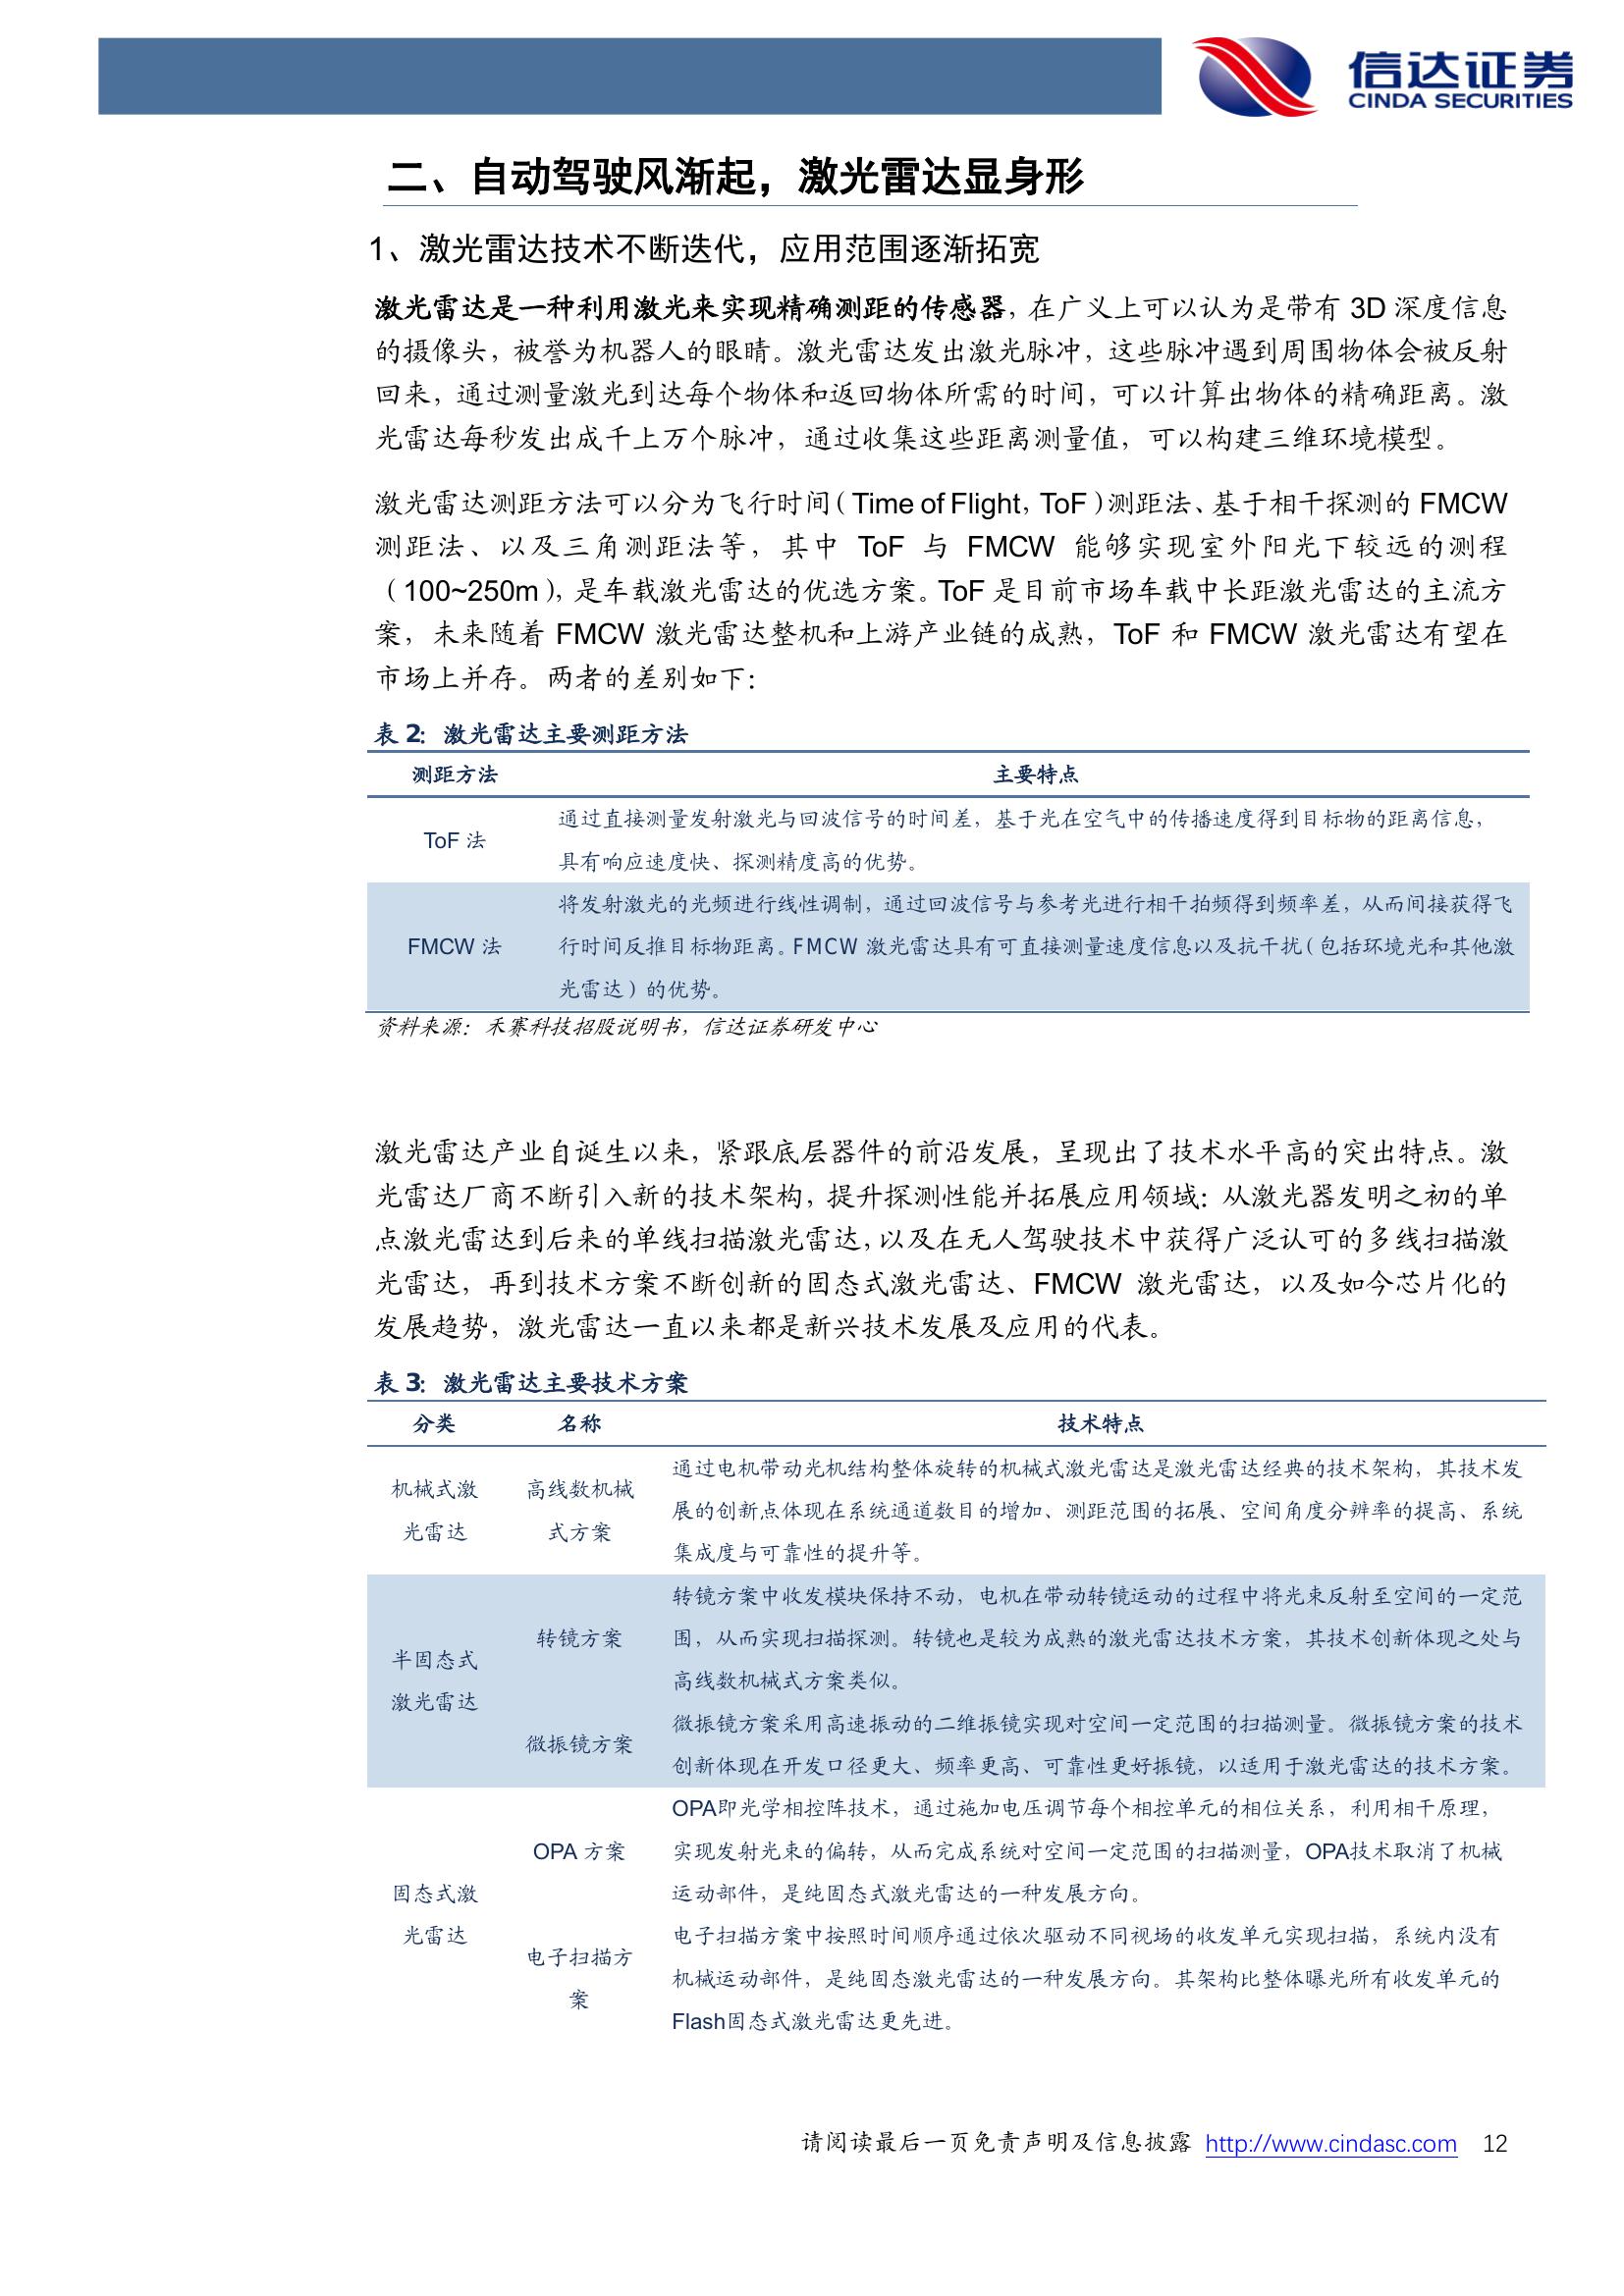 信达证券
CINDA SECURITIES
二、自动驾驶风渐起，激光雷达显身形
1、激光雷达技术不断迭代，应用范围逐渐拓宽
激光雷达是一种利用激光来实现精确测距的传感器，在广义上可以认为是带有 3D 深度信息
的摄像头，被誉为机器人的眼睛。激光雷达发出激光脉冲，这些脉冲遇到周围物体会被反射
回来，通过测量激光到达每个物体和返回物体所需的时间，可以计算出物体的精确距离。激
光雷达每秒发出成千上万个脉冲，通过收集这些距离测量值，可以构建三维环境模型。
激光雷达测距方法可以分为飞行时间（Time of Flight，ToF）测距法、基于相干探测的 FMCW
测距法、以及三角测距法等，其中 ToF 与 FMCW 能够实现室外阳光下较远的测程
（100~250m），是车载激光雷达的优选方案。ToF 是目前市场车载中长距激光雷达的主流方
案，未来随着 FMCW 激光雷达整机和上游产业链的成熟，ToF 和 FMCW 激光雷达有望在
市场上并存。两者的差别如下：
表 2：激光雷达主要测距方法
测距方法 主要特点
通过直接测量发射激光与回波信号的时间差，基于光在空气中的传播速度得到目标物的距离信息，
ToF 法
具有响应速度快、探测精度高的优势。
将发射激光的光频进行线性调制，通过回波信号与参考光进行相干拍频得到频率差，从而间接获得飞
FMCW 法 行时间反推目标物距离。FMCW 激光雷达具有可直接测量速度信息以及抗干扰（包括环境光和其他激
光雷达）的优势。
资料来源：禾赛科技招股说明书，信达证券研发中心
激光雷达产业自诞生以来，紧跟底层器件的前沿发展，呈现出了技术水平高的突出特点。激
光雷达厂商不断引入新的技术架构，提升探测性能并拓展应用领域：从激光器发明之初的单
点激光雷达到后来的单线扫描激光雷达，以及在无人驾驶技术中获得广泛认可的多线扫描激
光雷达，再到技术方案不断创新的固态式激光雷达、FMCW 激光雷达，以及如今芯片化的
发展趋势，激光雷达一直以来都是新兴技术发展及应用的代表。
表 3：激光雷达主要技术方案
分类 名称 技术特点
机械式激
光雷达
高线数机械
式方案
通过电机带动光机结构整体旋转的机械式激光雷达是激光雷达经典的技术架构，其技术发
展的创新点体现在系统通道数目的增加、测距范围的拓展、空间角度分辨率的提高、系统
集成度与可靠性的提升等。
半固态式
激光雷达
转镜方案
转镜方案中收发模块保持不动，电机在带动转镜运动的过程中将光束反射至空间的一定范
围，从而实现扫描探测。转镜也是较为成熟的激光雷达技术方案，其技术创新体现之处与
高线数机械式方案类似。
微振镜方案
微振镜方案采用高速振动的二维振镜实现对空间一定范围的扫描测量。微振镜方案的技术
创新体现在开发口径更大、频率更高、可靠性更好振镜，以适用于激光雷达的技术方案。
固态式激
光雷达
OPA 方案
OPA即光学相控阵技术，通过施加电压调节每个相控单元的相位关系，利用相干原理，
实现发射光束的偏转，从而完成系统对空间一定范围的扫描测量，OPA技术取消了机械
运动部件，是纯固态式激光雷达的一种发展方向。
电子扫描方
案
电子扫描方案中按照时间顺序通过依次驱动不同视场的收发单元实现扫描，系统内没有
机械运动部件，是纯固态激光雷达的一种发展方向。其架构比整体曝光所有收发单元的
Flash固态式激光雷达更先进。
请阅读最后一页免责声明及信息披露 http://www.cindasc.com 12